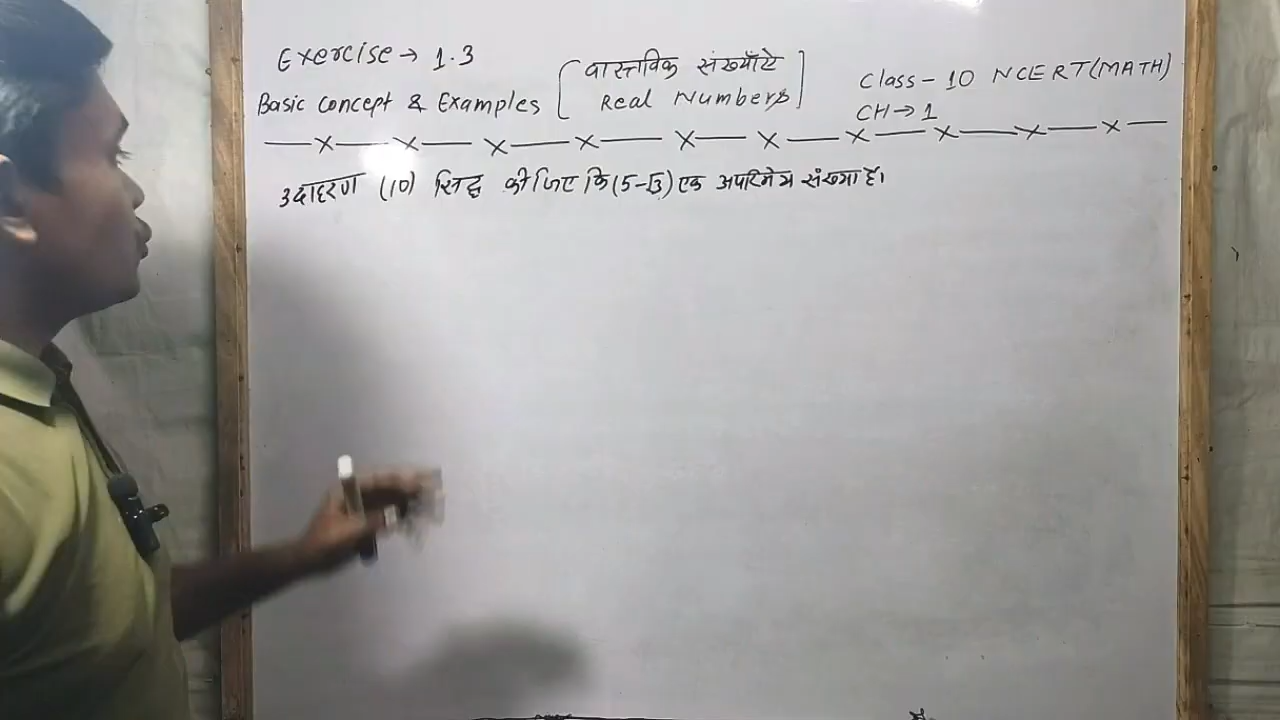 Exercise → 1.3
Basic Concept & Examples
[वास्तविक संख्याँऐ
Real Numbers]
Class - 10 NCERT (MATH)
CH → 1
उदाहरण (10) सिद्ध कीजिए कि (5-√3) एक अपरिमेय संख्या हैं।